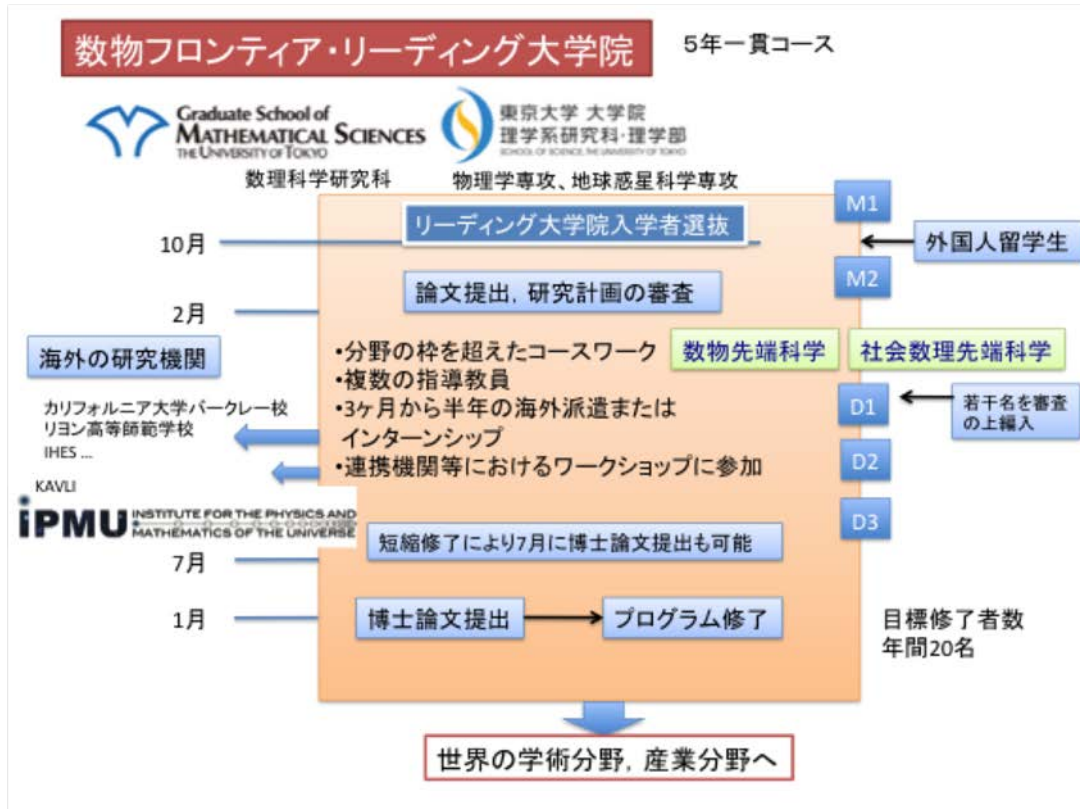 数物フロンティア・リーディング大学院
5年一貫コース
Graduate School of
MATHEMATICAL SCIENCES
THE UNIVERSITY OF TOKYO
東京大学 大学院
理学系研究科・理学部
SCHOOL OF SCIENCE, THE UNIVERSITY OF TOKYO
数理科学研究科
物理学専攻、地球惑星科学専攻
M1
リーディング大学院入学者選抜
10月
外国人留学生
M2
論文提出, 研究計画の審査
2月
海外の研究機関
・分野の枠を超えたコースワーク
数物先端科学
社会数理先端科学
・複数の指導教員
・3ヶ月から半年の海外派遣または
インターンシップ
・連携機関等におけるワークショップに参加
カリフォルニア大学バークレー校
リヨン高等師範学校
IHES ...
D1
若干名を審査
の上編入
D2
KAVLI
iPMU
INSTITUTE FOR THE PHYSICS AND
MATHEMATICS OF THE UNIVERSE
D3
短縮修了により7月に博士論文提出も可能
7月
1月
博士論文提出
プログラム修了
目標修了者数
年間20名
世界の学術分野, 産業分野へ